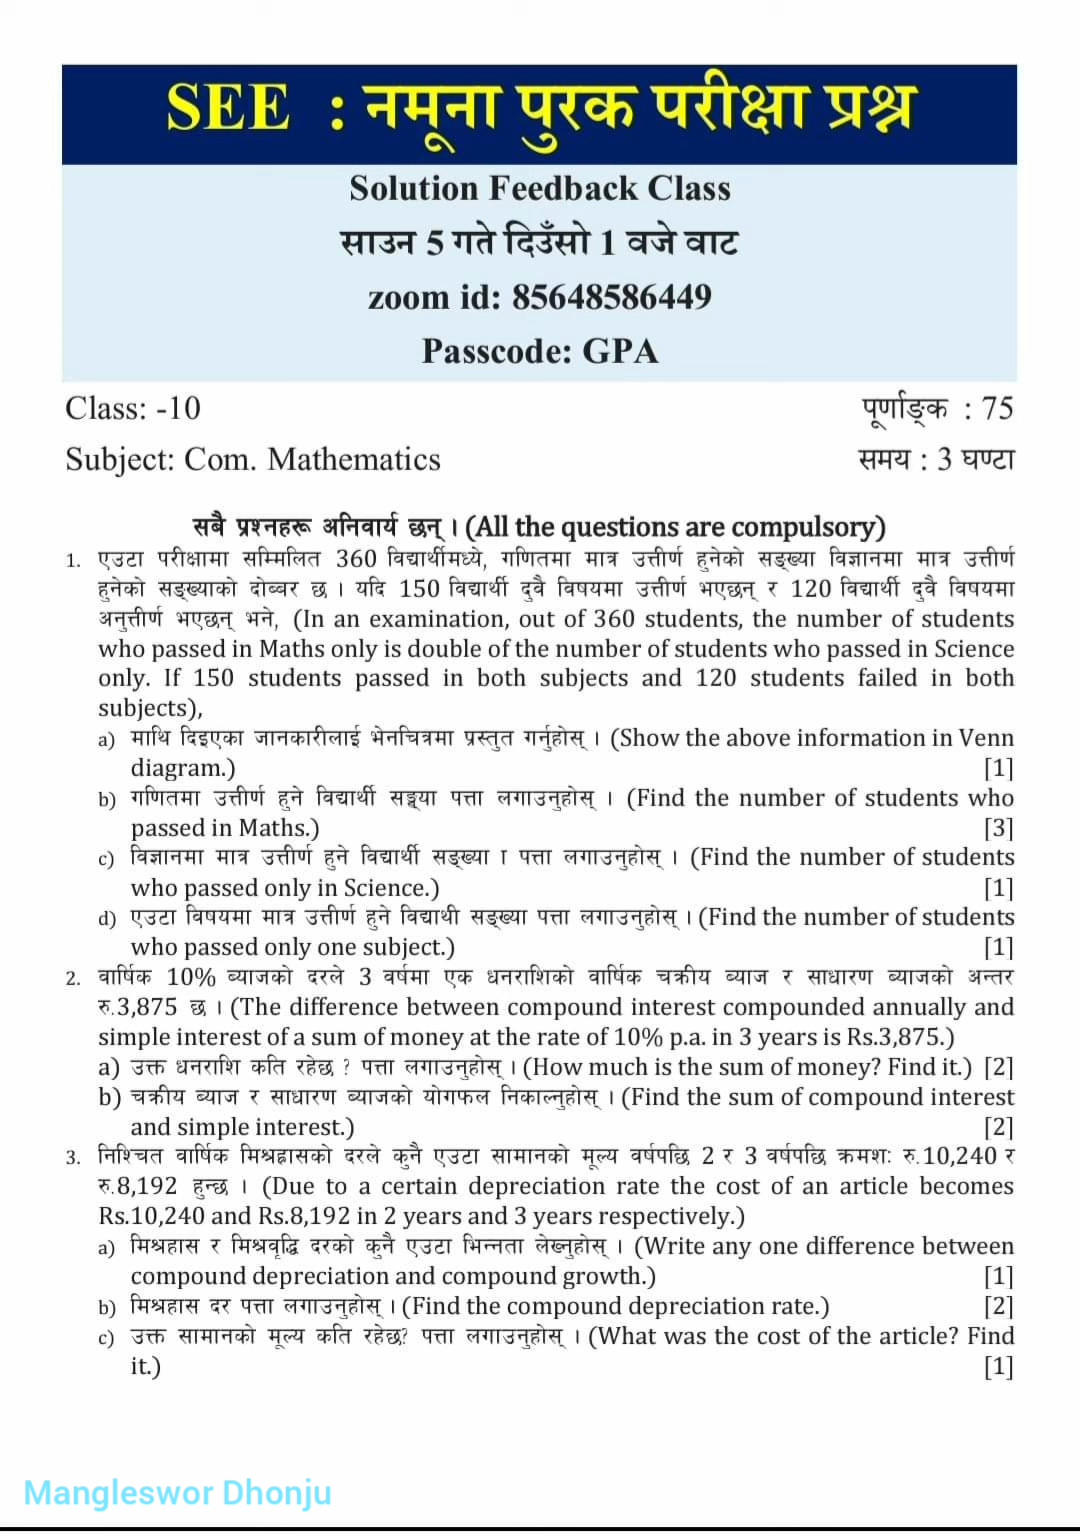 SEE : नमूना पुरक परीक्षा प्रश्न
Solution Feedback Class
साउन 5 गते दिउँसो 1 वजे वाट
zoom id: 85648586449
Passcode: GPA
Class: -10 पूर्णाङ्क : 75
Subject: Com. Mathematics समय : 3 घण्टा
सबै प्रश्नहरू अनिवार्य छन् । (All the questions are compulsory)
1. एउटा परीक्षामा सम्मिलित 360 विद्यार्थीमध्ये, गणितमा मात्र उत्तीर्ण हुनेको सङ्ख्या विज्ञानमा मात्र उत्तीर्ण
हुनेको सङ्ख्याको दोब्बर छ । यदि 150 विद्यार्थी दुवै विषयमा उत्तीर्ण भएछन् र 120 विद्यार्थी दुवै विषयमा
अनुत्तीर्ण भएछन् भने, (In an examination, out of 360 students, the number of students
who passed in Maths only is double of the number of students who passed in Science
only. If 150 students passed in both subjects and 120 students failed in both
subjects),
a) माथि दिइएका जानकारीलाई भेनचित्रमा प्रस्तुत गर्नुहोस् । (Show the above information in Venn
diagram.) [1]
b) गणितमा उत्तीर्ण हुने विद्यार्थी सङ्ख्या पत्ता लगाउनुहोस् । (Find the number of students who
passed in Maths.) [3]
c) विज्ञानमा मात्र उत्तीर्ण हुने विद्यार्थी सङ्ख्या ा पत्ता लगाउनुहोस् । (Find the number of students
who passed only in Science.) [1]
d) एउटा विषयमा मात्र उत्तीर्ण हुने विद्याथी सङ्ख्या पत्ता लगाउनुहोस् । (Find the number of students
who passed only one subject.) [1]
2. वार्षिक 10% ब्याजको दरले 3 वर्षमा एक धनराशिको वार्षिक चक्रीय ब्याज र साधारण ब्याजको अन्तर
रु.3,875 छ । (The difference between compound interest compounded annually and
simple interest of a sum of money at the rate of 10% p.a. in 3 years is Rs.3,875.)
a) उक्त धनराशि कति रहेछ ? पत्ता लगाउनुहोस् । (How much is the sum of money? Find it.) [2]
b) चक्रीय ब्याज र साधारण ब्याजको योगफल निकाल्नुहोस् । (Find the sum of compound interest
and simple interest.) [2]
3. निश्चित वार्षिक मिश्रह्रासको दरले कुनै एउटा सामानको मूल्य वर्षपछि 2 र 3 वर्षपछि क्रमशः रु.10,240 र
रु.8,192 हुन्छ । (Due to a certain depreciation rate the cost of an article becomes
Rs.10,240 and Rs.8,192 in 2 years and 3 years respectively.)
a) मिश्रहास र मिश्रवृद्धि दरको कुनै एउटा भिन्नता लेख्नुहोस् । (Write any one difference between
compound depreciation and compound growth.) [1]
b) मिश्रहास दर पत्ता लगाउनुहोस् । (Find the compound depreciation rate.) [2]
c) उक्त सामानको मूल्य कति रहेछ? पत्ता लगाउनुहोस् । (What was the cost of the article? Find
it.) [1]
Mangleswor Dhonju